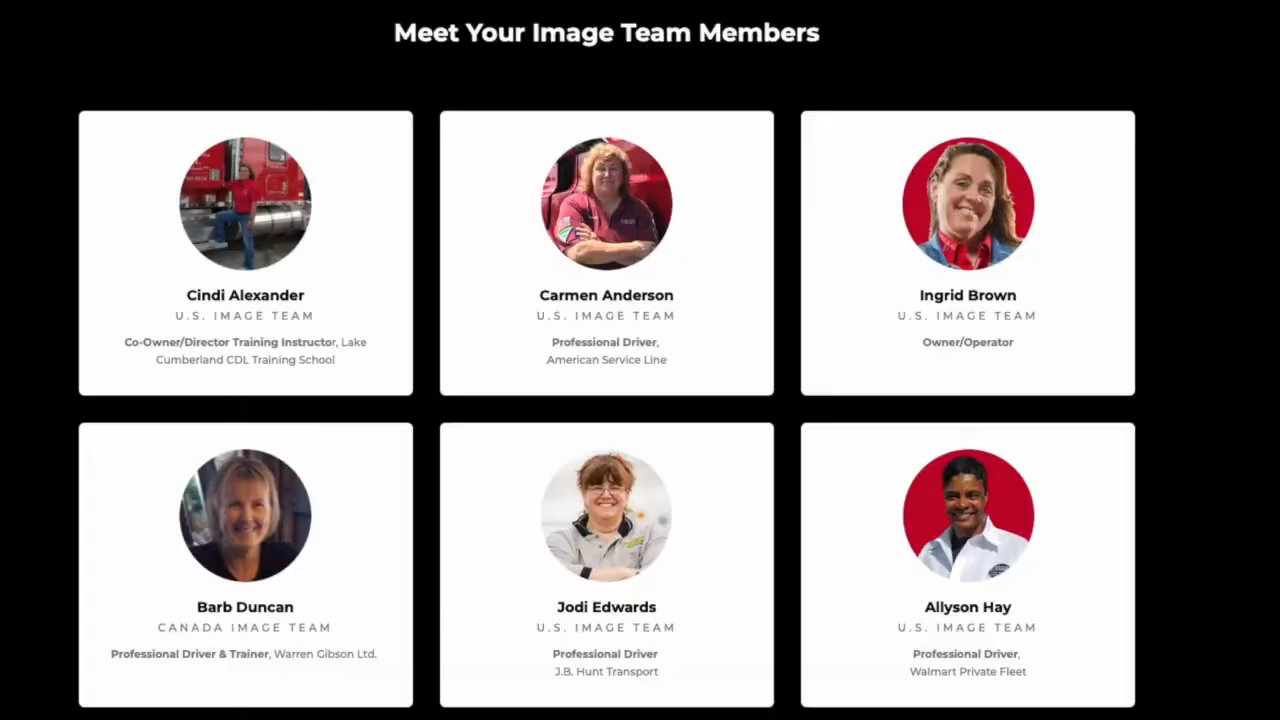 Meet Your Image Team Members
Cindi Alexander
U.S. IMAGE TEAM
Co-Owner/Director Training Instructor, Lake
Cumberland CDL Training School
Carmen Anderson
U.S. IMAGE TEAM
Professional Driver,
American Service Line
Ingrid Brown
U.S. IMAGE TEAM
Owner/Operator
Barb Duncan
CANADA IMAGE TEAM
Professional Driver & Trainer, Warren Gibson Ltd.
Jodi Edwards
U.S. IMAGE TEAM
Professional Driver
J.B. Hunt Transport
Allyson Hay
U.S. IMAGE TEAM
Professional Driver,
Walmart Private Fleet